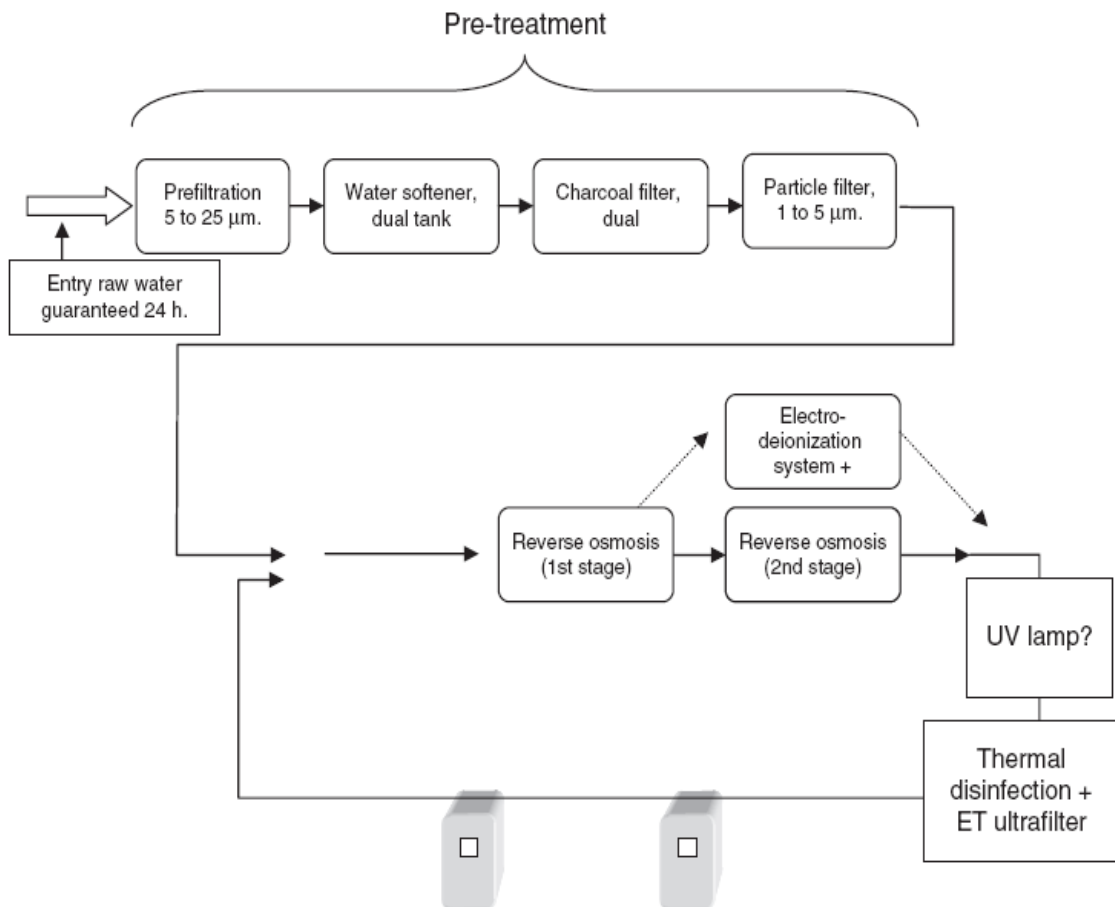 Pre-treatment
Prefiltration
5 to 25 μm.
Water softener,
dual tank
Charcoal filter,
dual
Particle filter,
1 to 5 μm.
Entry raw water
guaranteed 24 h.
Electro-
deionization
system +
Reverse osmosis
(1st stage)
Reverse osmosis
(2nd stage)
UV lamp?
Thermal
disinfection +
ET ultrafilter